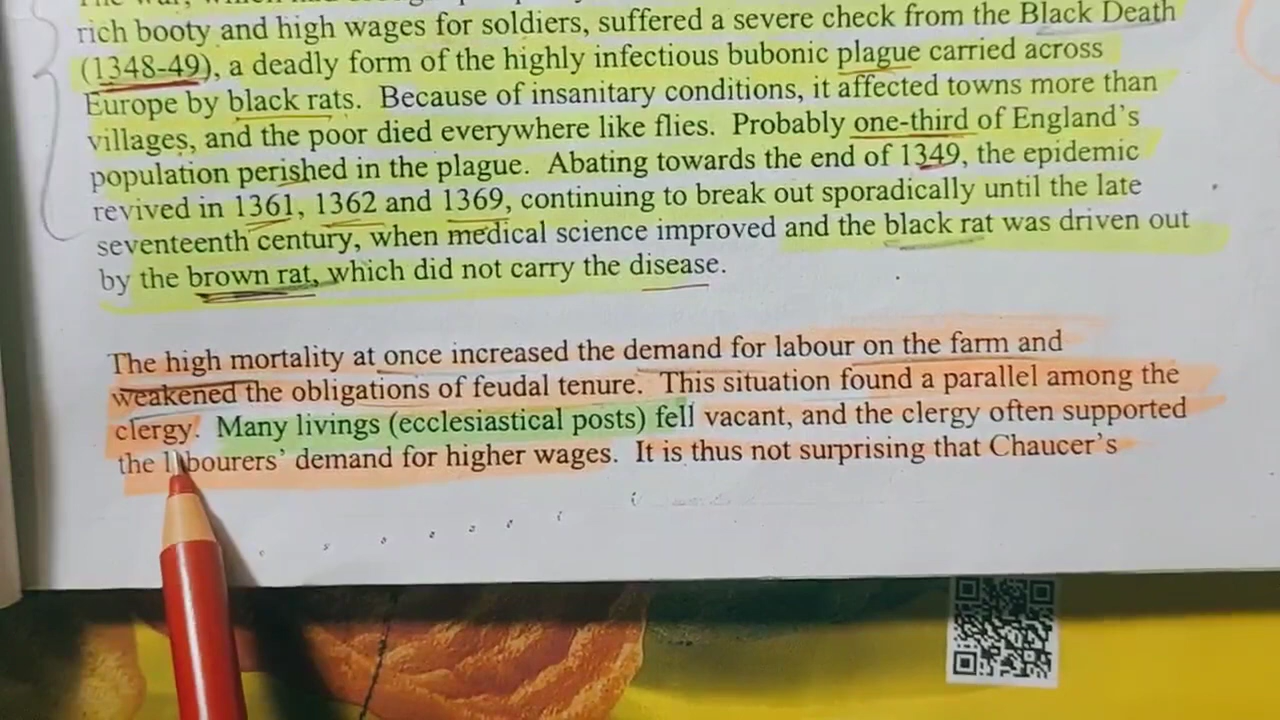 rich booty and high wages for soldiers, suffered a severe check from the Black Death
(1348-49), a deadly form of the highly infectious bubonic plague carried across
Europe by black rats. Because of insanitary conditions, it affected towns more than
villages, and the poor died everywhere like flies. Probably one-third of England's
population perished in the plague. Abating towards the end of 1349, the epidemic
revived in 1361, 1362 and 1369, continuing to break out sporadically until the late
seventeenth century, when medical science improved and the black rat was driven out
by the brown rat, which did not carry the disease.
The high mortality at once increased the demand for labour on the farm and
weakened the obligations of feudal tenure. This situation found a parallel among the
clergy. Many livings (ecclesiastical posts) fell vacant, and the clergy often supported
the labourers' demand for higher wages. It is thus not surprising that Chaucer's